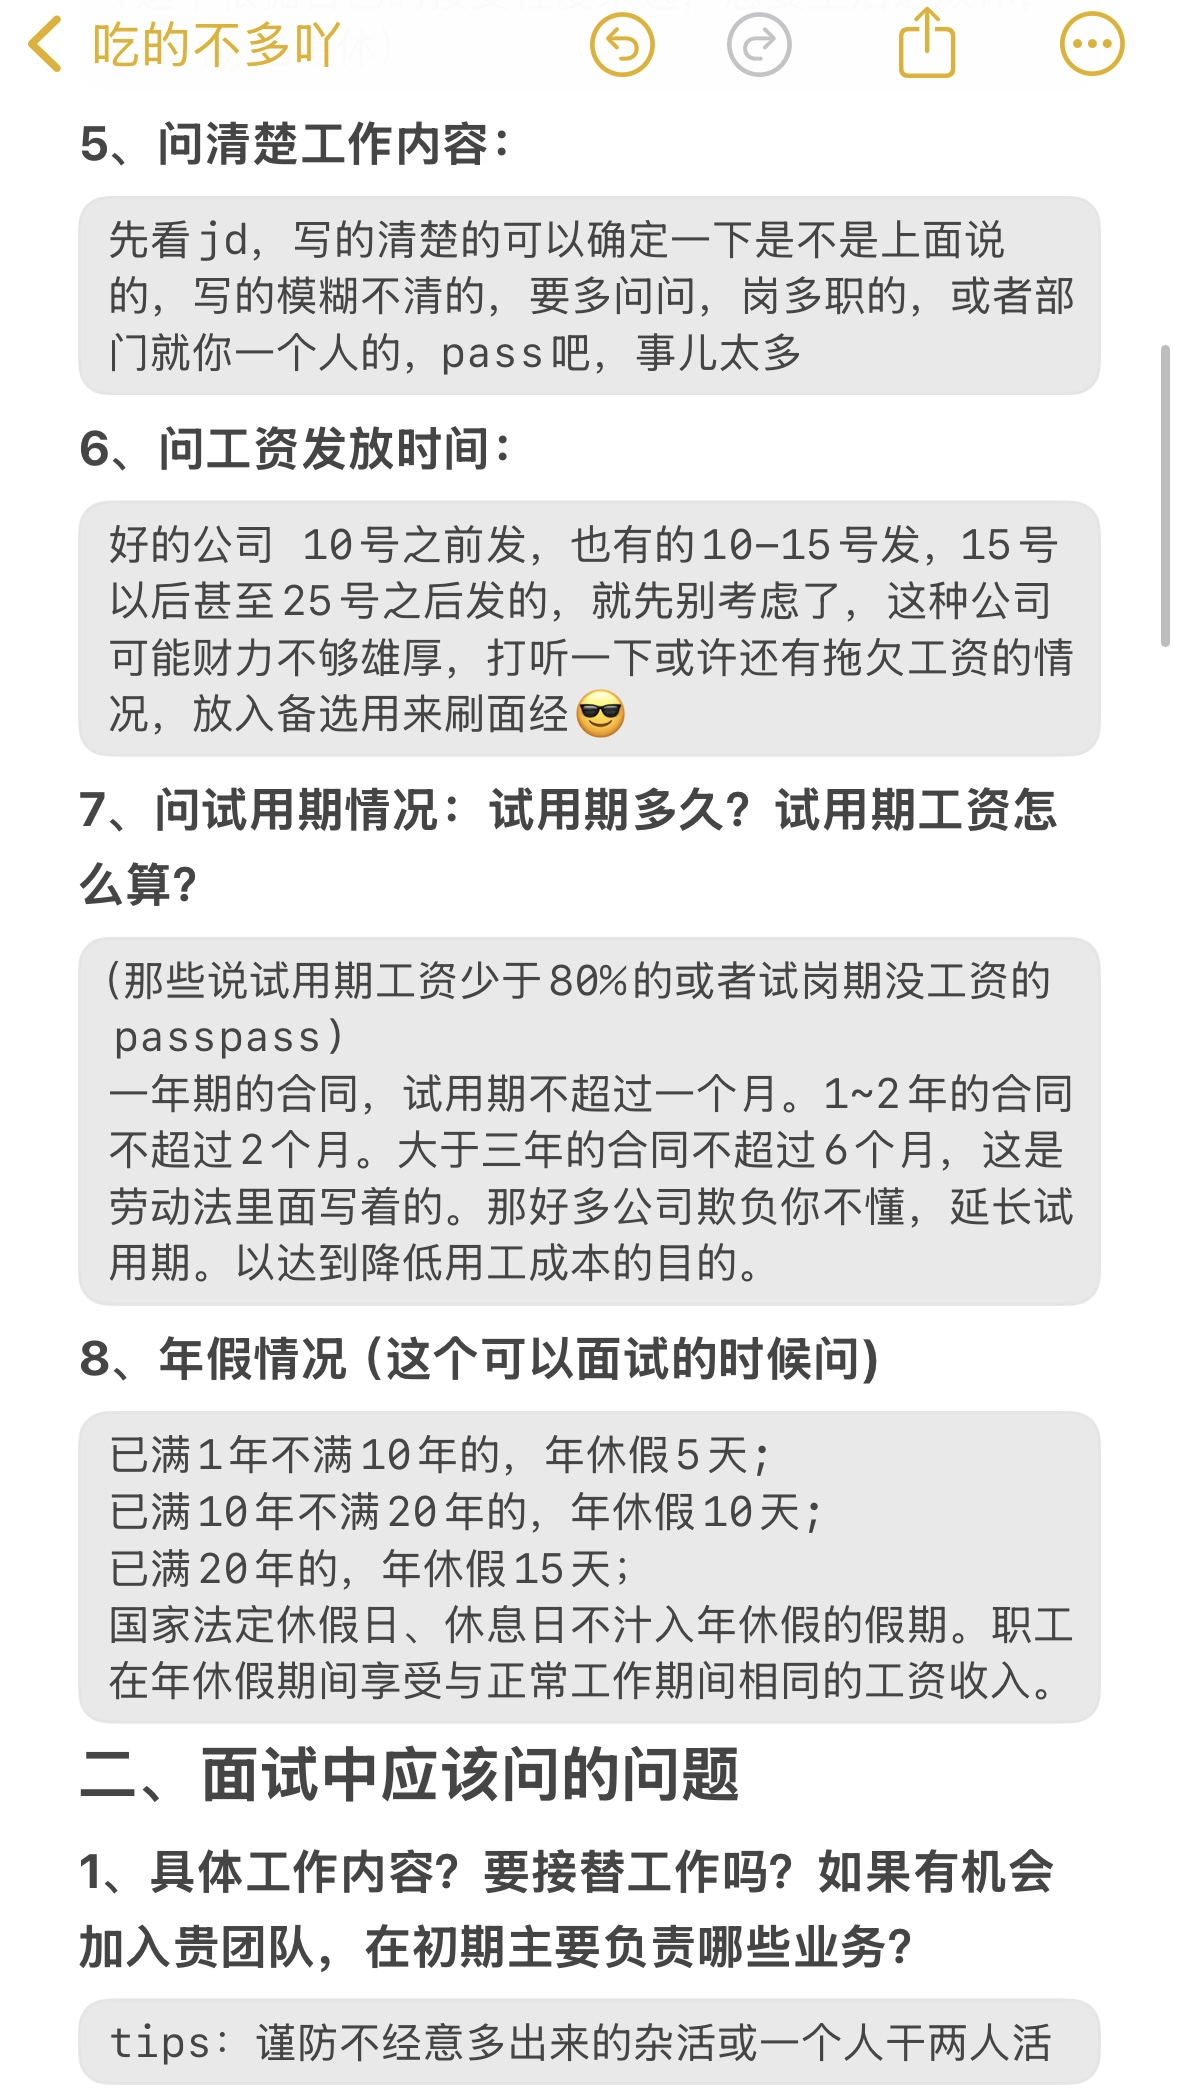 吃的不多吖
5、问清楚工作内容：
先看jd，写的清楚的可以确定一下是不是上面说
的，写的模糊不清的，要多问问，岗多职的，或者部
门就你一个人的，pass吧，事儿太多
6、问工资发放时间：
好的公司 10号之前发，也有的10–15号发，15号
以后甚至25号之后发的，就先别考虑了，这种公司
可能财力不够雄厚，打听一下或许还有拖欠工资的情
况，放入备选用来刷面经😎
7、问试用期情况：试用期多久？试用期工资怎
么算？
(那些说试用期工资少于80%的或者试岗期没工资的
passpass)
一年期的合同，试用期不超过一个月。1~2年的合同
不超过2个月。大于三年的合同不超过6个月，这是
劳动法里面写着的。那好多公司欺负你不懂，延长试
用期。以达到降低用工成本的目的。
8、年假情况（这个可以面试的时候问)
已满1年不满10年的，年休假5天;
已满10年不满20年的，年休假10天;
已满20年的，年休假15天；
国家法定休假日、休息日不汁入年休假的假期。职工
在年休假期间享受与正常工作期间相同的工资收入。
二、面试中应该问的问题
1、具体工作内容？要接替工作吗？如果有机会
加入贵团队，在初期主要负责哪些业务？
tips：谨防不经意多出来的杂活或一个人干两人活